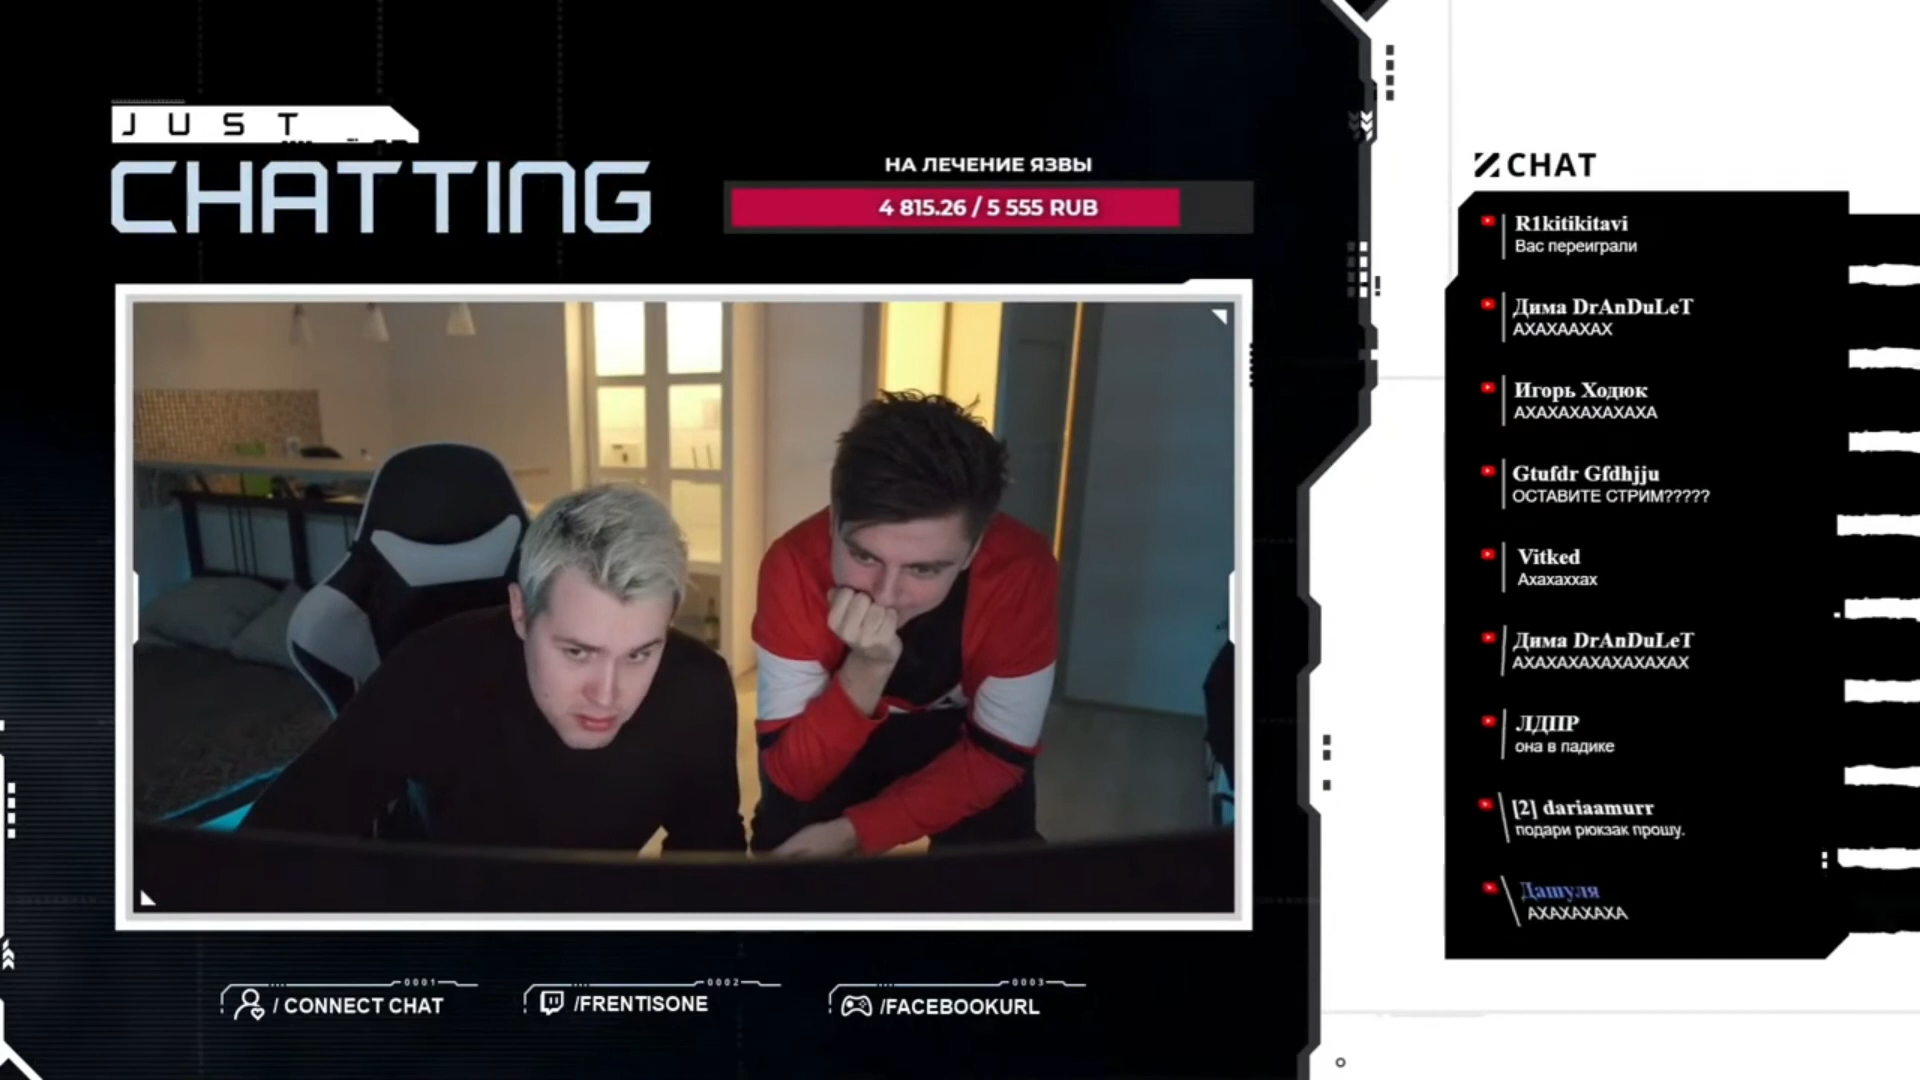 JUST
CHATTING
НА ЛЕЧЕНИЕ ЯЗВЫ
4 815.26 / 5 555 RUB
CHAT
R1kitikitavi
Вас переиграли
Дима DrAnDuLeT
АХАХААХАХ
Игорь Ходюк
АХАХАХАХАХАХА
Gtufdr Gfdhjju
ОСТАВИТЕ СТРИМ?????
Vitked
Ахахаххах
Дима DrAnDuLeT
АХАХАХАХАХАХАХАХ
ЛДПР
она в падике
[2] dariaamurr
подари рюкзак прошу.
Дашуля
АХАХАХАХА
0001
/ CONNECT CHAT
0002
/FRENTISONE
0003
/FACEBOOKURL